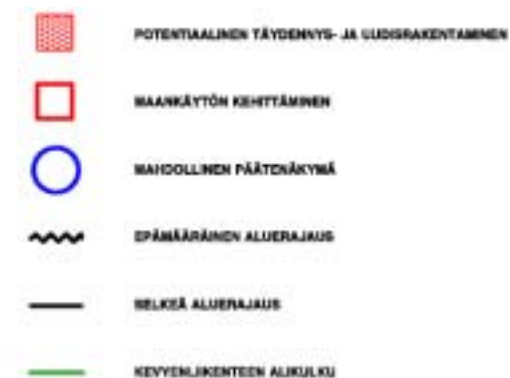 POTENTIAALINEN TÄYDENNYS- JA UUDISRAKENTAMINEN
MAANKÄYTÖN KEHITTÄMINEN
MAHDOLLINEN PÄÄTENÄKYMÄ
EPÄMÄÄRÄINEN ALUERAJAUS
SELKEÄ ALUERAJAUS
KEVYENLIIKENTEEN ALIKULKU